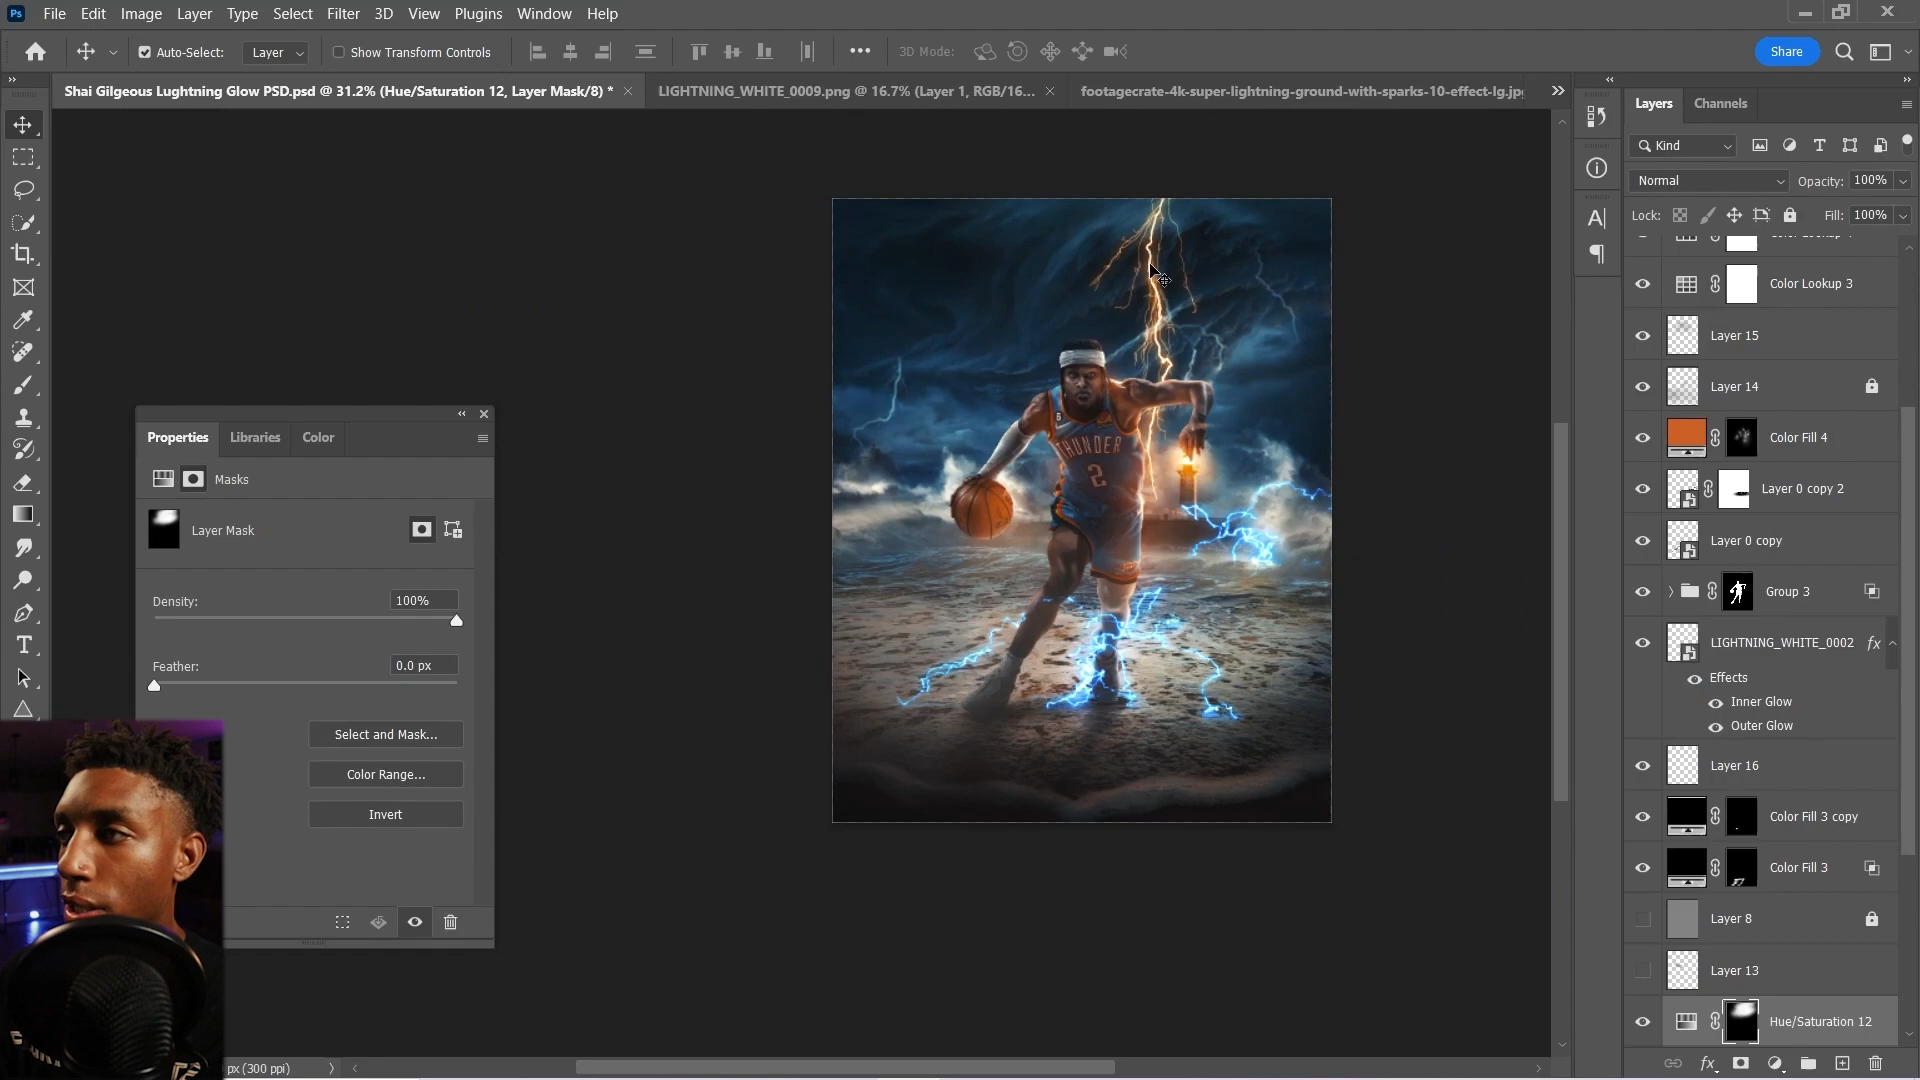 Ps File Edit Image Layer Type Select Filter 3D View Plugins Window Help
Auto-Select: Layer Show Transform Controls 3D Mode: Share
Shai Gilgeous Lughtning Glow PSD.psd @ 31.2% (Hue/Saturation 12, Layer Mask/8) *
LIGHTNING_WHITE_0009.png @ 16.7% (Layer 1, RGB/16...
footagecrate-4k-super-lightning-ground-with-sparks-10-effect-lg.jpg
Layers Channels
Kind
Normal Opacity: 100%
Lock: Fill: 100%
Color Lookup 3
Layer 15
Layer 14
Color Fill 4
Layer 0 copy 2
Layer 0 copy
Group 3
LIGHTNING_WHITE_0002 fx
Effects
Inner Glow
Outer Glow
Layer 16
Color Fill 3 copy
Color Fill 3
Layer 8
Layer 13
Hue/Saturation 12
fx
Properties Libraries Color
Masks
Layer Mask
Density: 100%
Feather: 0.0 px
Select and Mask...
Color Range...
Invert
THUNDER
2
px (300 ppi)